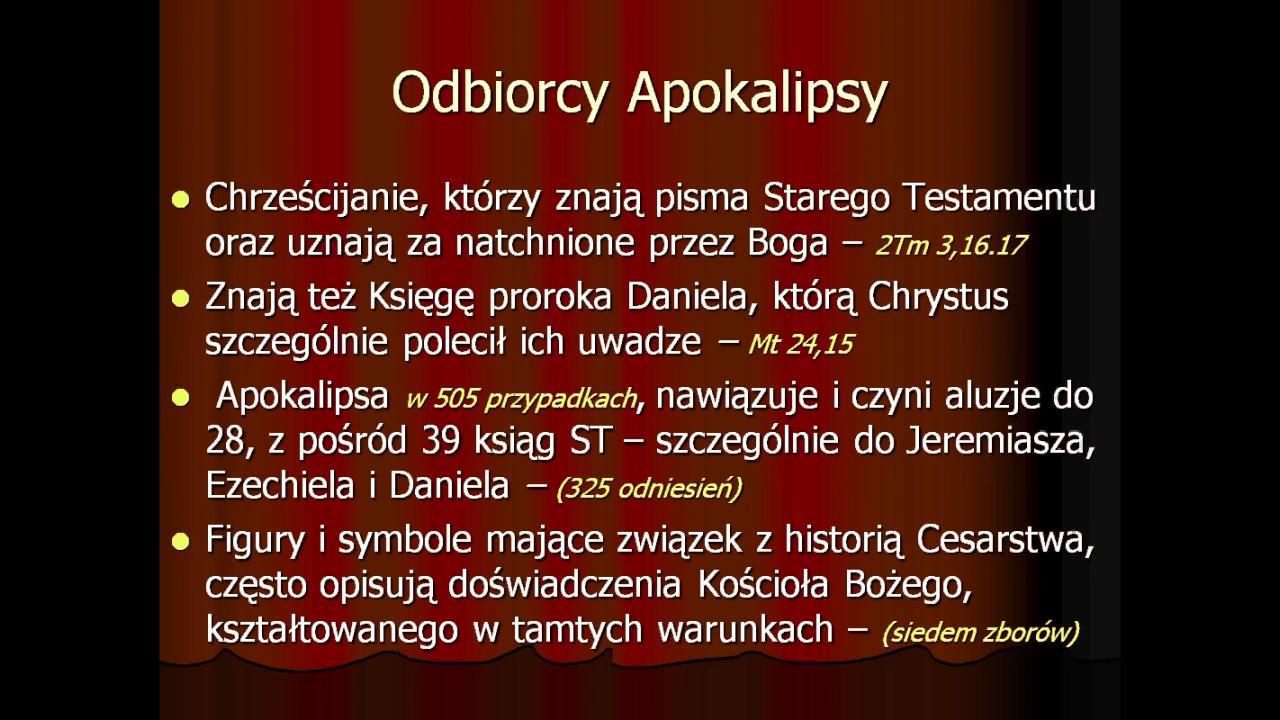 Odbiorcy Apokalipsy
Chrześcijanie, którzy znają pisma Starego Testamentu
oraz uznają za natchnione przez Boga – 2Tm 3,16.17
Znają też Księgę proroka Daniela, którą Chrystus
szczególnie polecił ich uwadze – Mt 24,15
Apokalipsa w 505 przypadkach, nawiązuje i czyni aluzje do
28, z pośród 39 ksiąg ST – szczególnie do Jeremiasza,
Ezechiela i Daniela – (325 odniesień)
Figury i symbole mające związek z historią Cesarstwa,
często opisują doświadczenia Kościoła Bożego,
kształtowanego w tamtych warunkach – (siedem zborów)